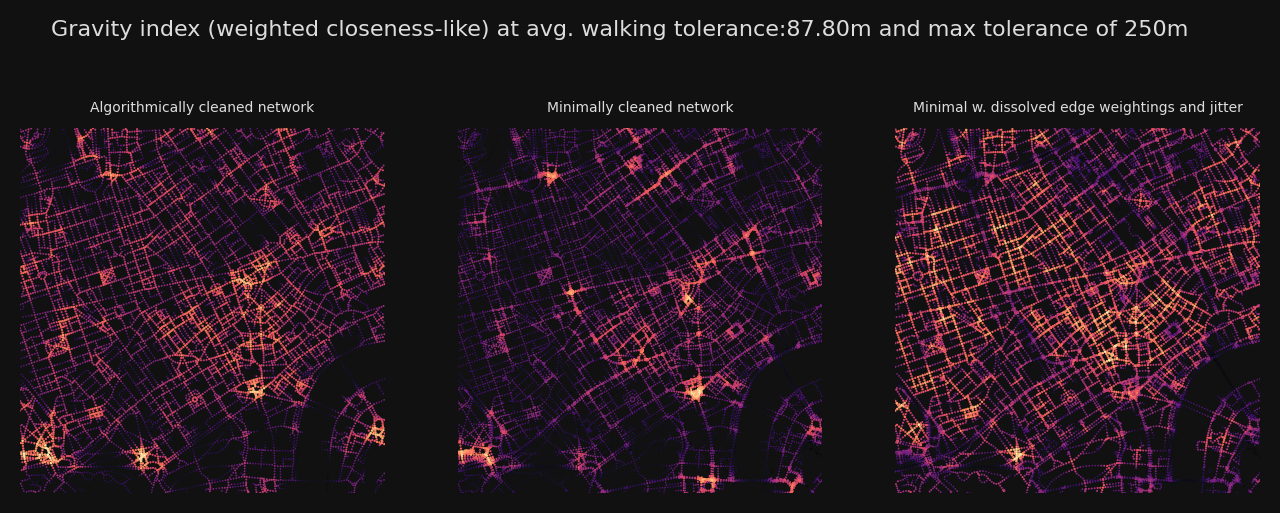 Gravity index (weighted closeness-like) at avg. walking tolerance:87.80m and max tolerance of 250m
Algorithmically cleaned network
Minimally cleaned network
Minimal w. dissolved edge weightings and jitter